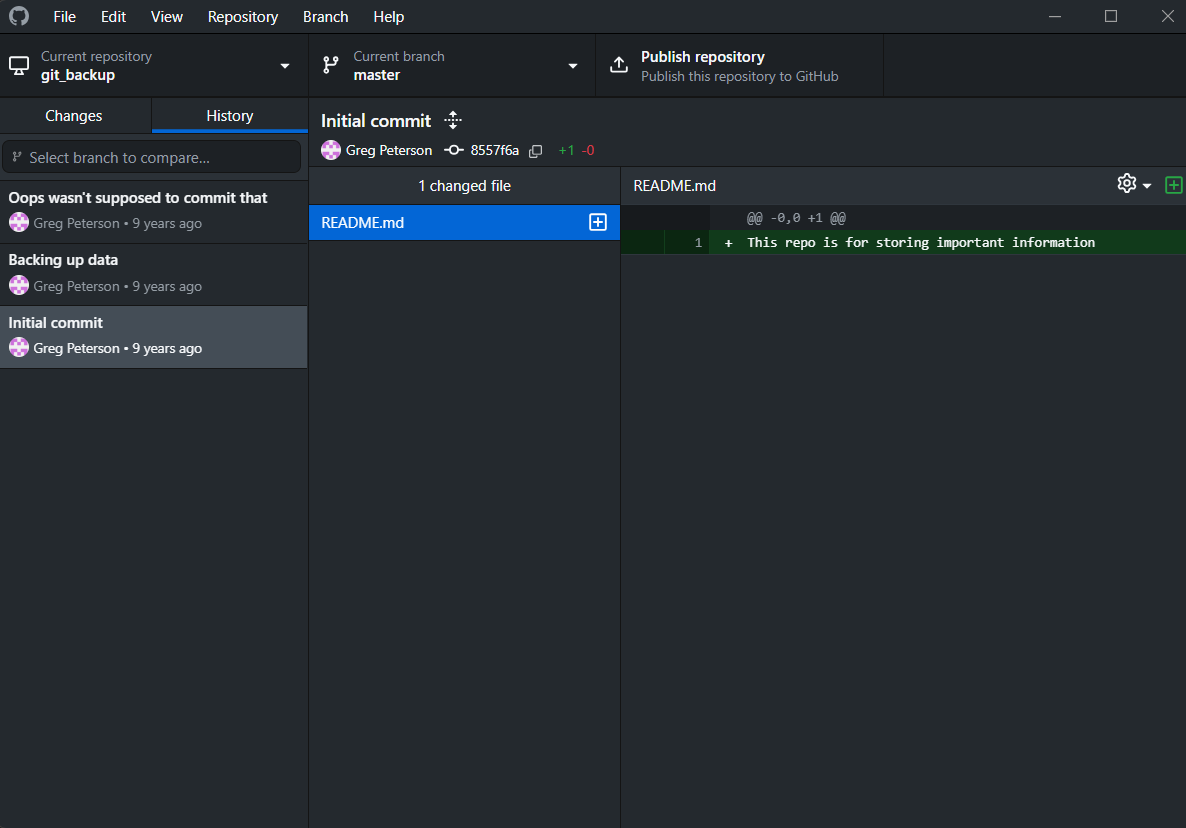 File Edit View Repository Branch Help
Current repository
git_backup
Current branch
master
Publish repository
Publish this repository to GitHub
Changes History
Select branch to compare...
Oops wasn't supposed to commit that
Greg Peterson • 9 years ago
Backing up data
Greg Peterson • 9 years ago
Initial commit
Greg Peterson • 9 years ago
Initial commit
Greg Peterson 8557f6a +1 -0
1 changed file
README.md
README.md
@@ -0,0 +1 @@
1 + This repo is for storing important information